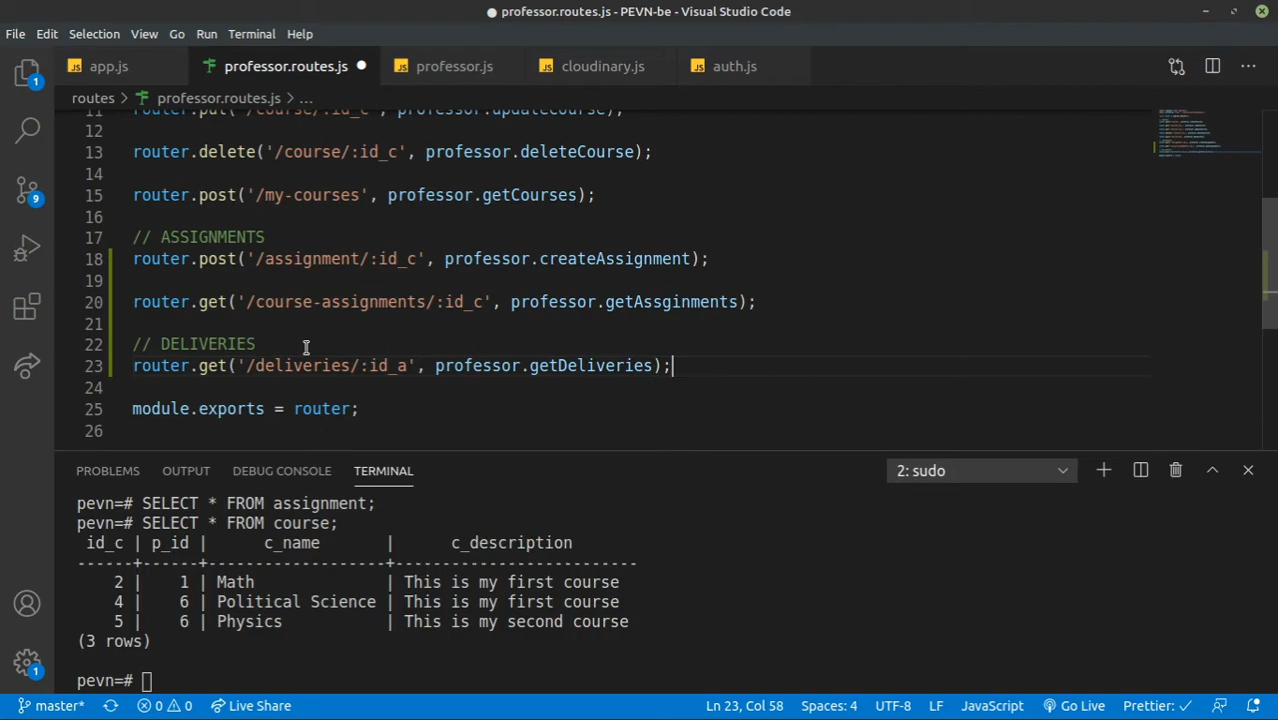 professor.routes.js - PEVN-be - Visual Studio Code
File Edit Selection View Go Run Terminal Help
app.js professor.routes.js professor.js cloudinary.js auth.js
routes > professor.routes.js > ...
11 router.put('/course/:id_c', professor.updateCourse);
12
13 router.delete('/course/:id_c', professor.deleteCourse);
14
15 router.post('/my-courses', professor.getCourses);
16
17 // ASSIGNMENTS
18 router.post('/assignment/:id_c', professor.createAssignment);
19
20 router.get('/course-assignments/:id_c', professor.getAssginments);
21
22 // DELIVERIES
23 router.get('/deliveries/:id_a', professor.getDeliveries);
24
25 module.exports = router;
26
PROBLEMS OUTPUT DEBUG CONSOLE TERMINAL 2: sudo
pevn=# SELECT * FROM assignment;
pevn=# SELECT * FROM course;
id_c | p_id | c_name | c_description
------+------+-------------------+-------------------------
2 | 1 | Math | This is my first course
4 | 6 | Political Science | This is my first course
5 | 6 | Physics | This is my second course
(3 rows)
pevn=#
master* 0 0 Live Share Ln 23, Col 58 Spaces: 4 UTF-8 LF JavaScript Go Live Prettier: ✓
1
9
1